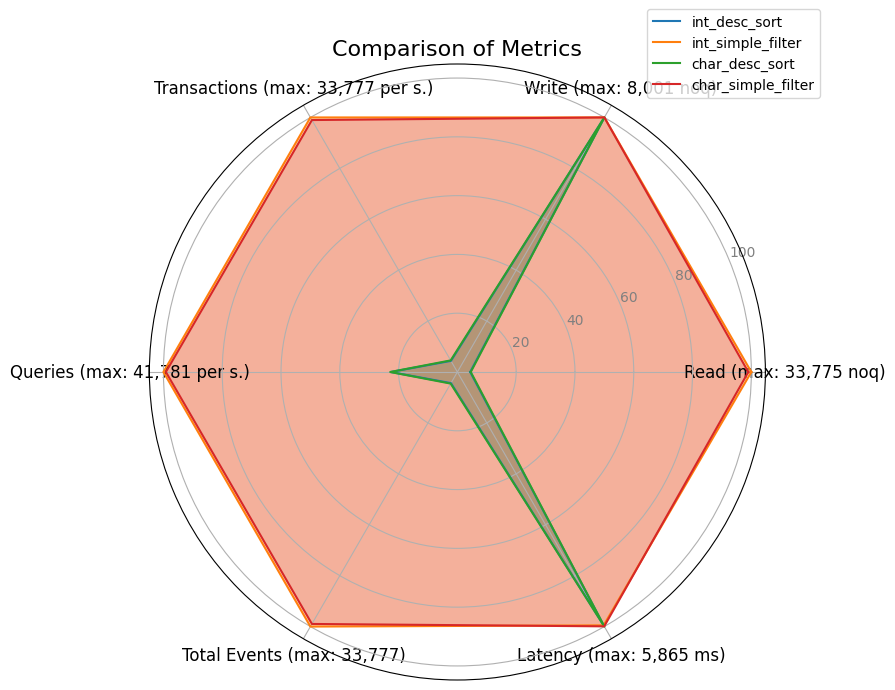 Comparison of Metrics
int_desc_sort
int_simple_filter
char_desc_sort
char_simple_filter
Transactions (max: 33,777 per s.)
Write (max: 8,001 noq)
100
80
60
40
20
Queries (max: 41,781 per s.)
Read (max: 33,775 noq)
Total Events (max: 33,777)
Latency (max: 5,865 ms)